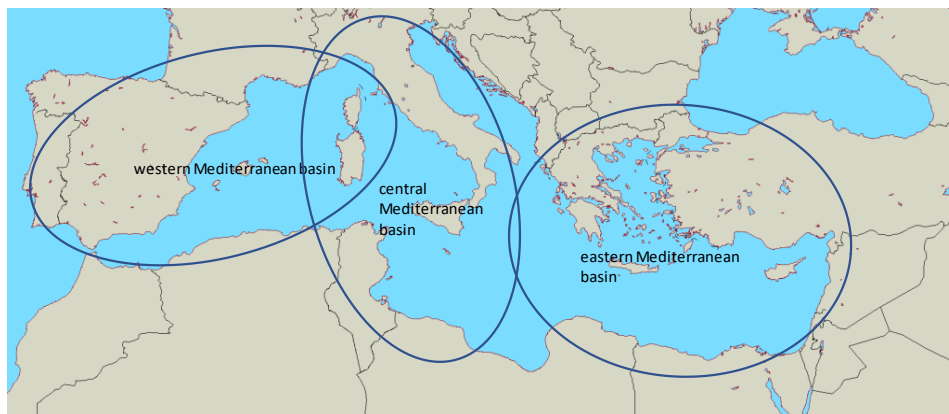 western Mediterranean basin
central
Mediterranean
basin
eastern Mediterranean
basin